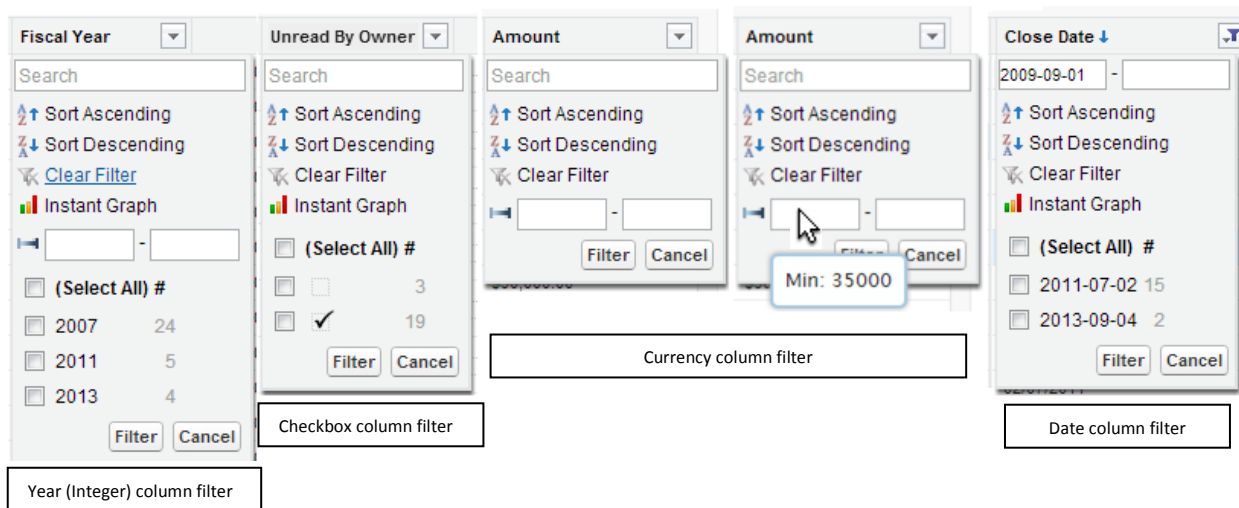 Fiscal Year
Search
Sort Ascending
Sort Descending
Clear Filter
Instant Graph
-
(Select All) #
2007 24
2011 5
2013 4
Filter Cancel
Year (Integer) column filter
Unread By Owner
Search
Sort Ascending
Sort Descending
Clear Filter
Instant Graph
(Select All) #
3
19
Filter Cancel
Checkbox column filter
Amount
Search
Sort Ascending
Sort Descending
Clear Filter
-
Filter Cancel
Amount
Search
Sort Ascending
Sort Descending
Clear Filter
-
Filter Cancel
Min: 35000
Currency column filter
Close Date
2009-09-01 -
Sort Ascending
Sort Descending
Clear Filter
Instant Graph
(Select All) #
2011-07-02 15
2013-09-04 2
Filter Cancel
Date column filter